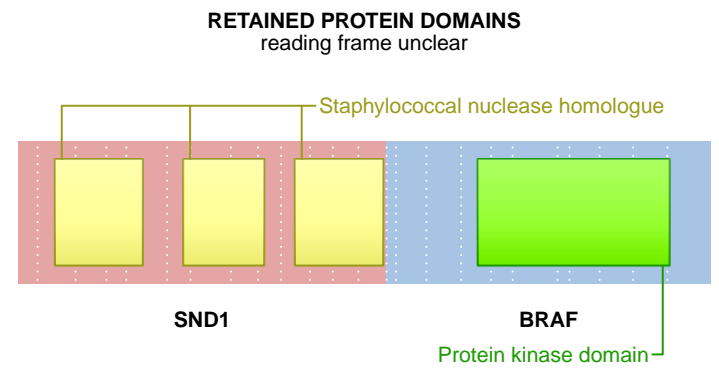 RETAINED PROTEIN DOMAINS
reading frame unclear
Staphylococcal nuclease homologue
SND1
BRAF
Protein kinase domain